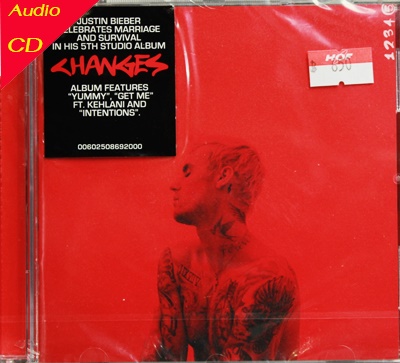 Audio
CD
JUSTIN BIEBER
CELEBRATES MARRIAGE
AND SURVIVAL
IN HIS 5TH STUDIO ALBUM
CHANGES
ALBUM FEATURES
"YUMMY", "GET ME"
FT. KEHLANI AND
"INTENTIONS".
00602508692000
HOT